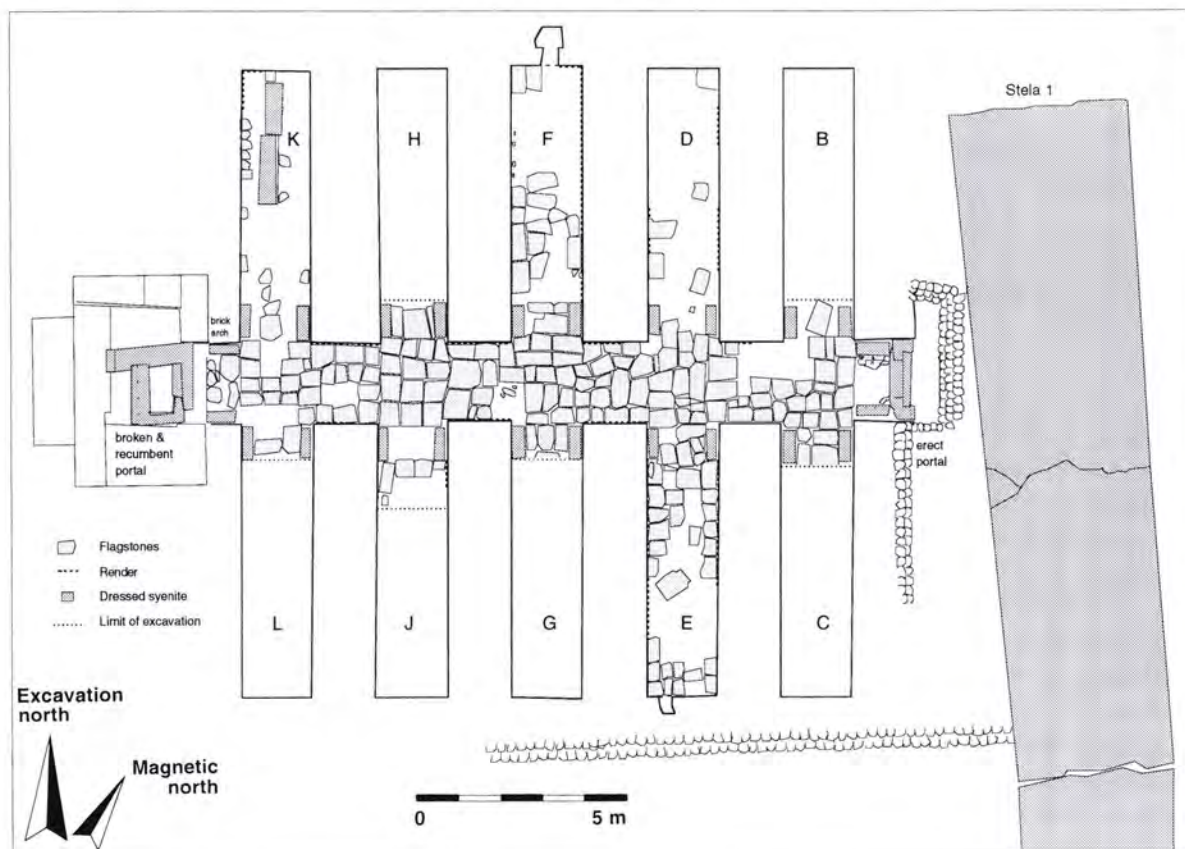 Stela 1
K
H
F
D
B
brick
arch
broken &
recumbent
portal
erect
portal
Flagstones
Render
Dressed syenite
Limit of excavation
L
J
G
E
C
Excavation
north
Magnetic
north
0
5 m